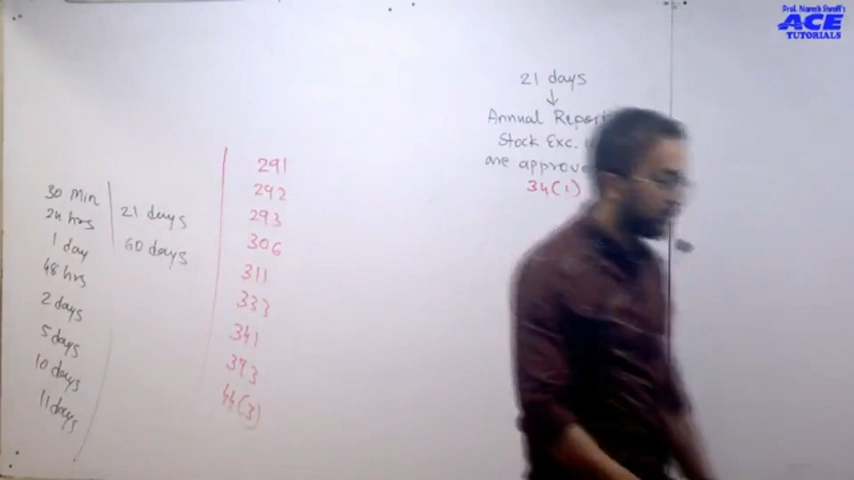 Prof. Naresh Shroff's
ACE
TUTORIALS
30 Min
24 hrs
1 day
48 hrs
2 days
5 days
10 days
11 days
21 days
60 days
291
292
293
306
311
333
341
373
44(3)
21 days
↓
Annual Report
Stock Exc.
are approve
34(1)